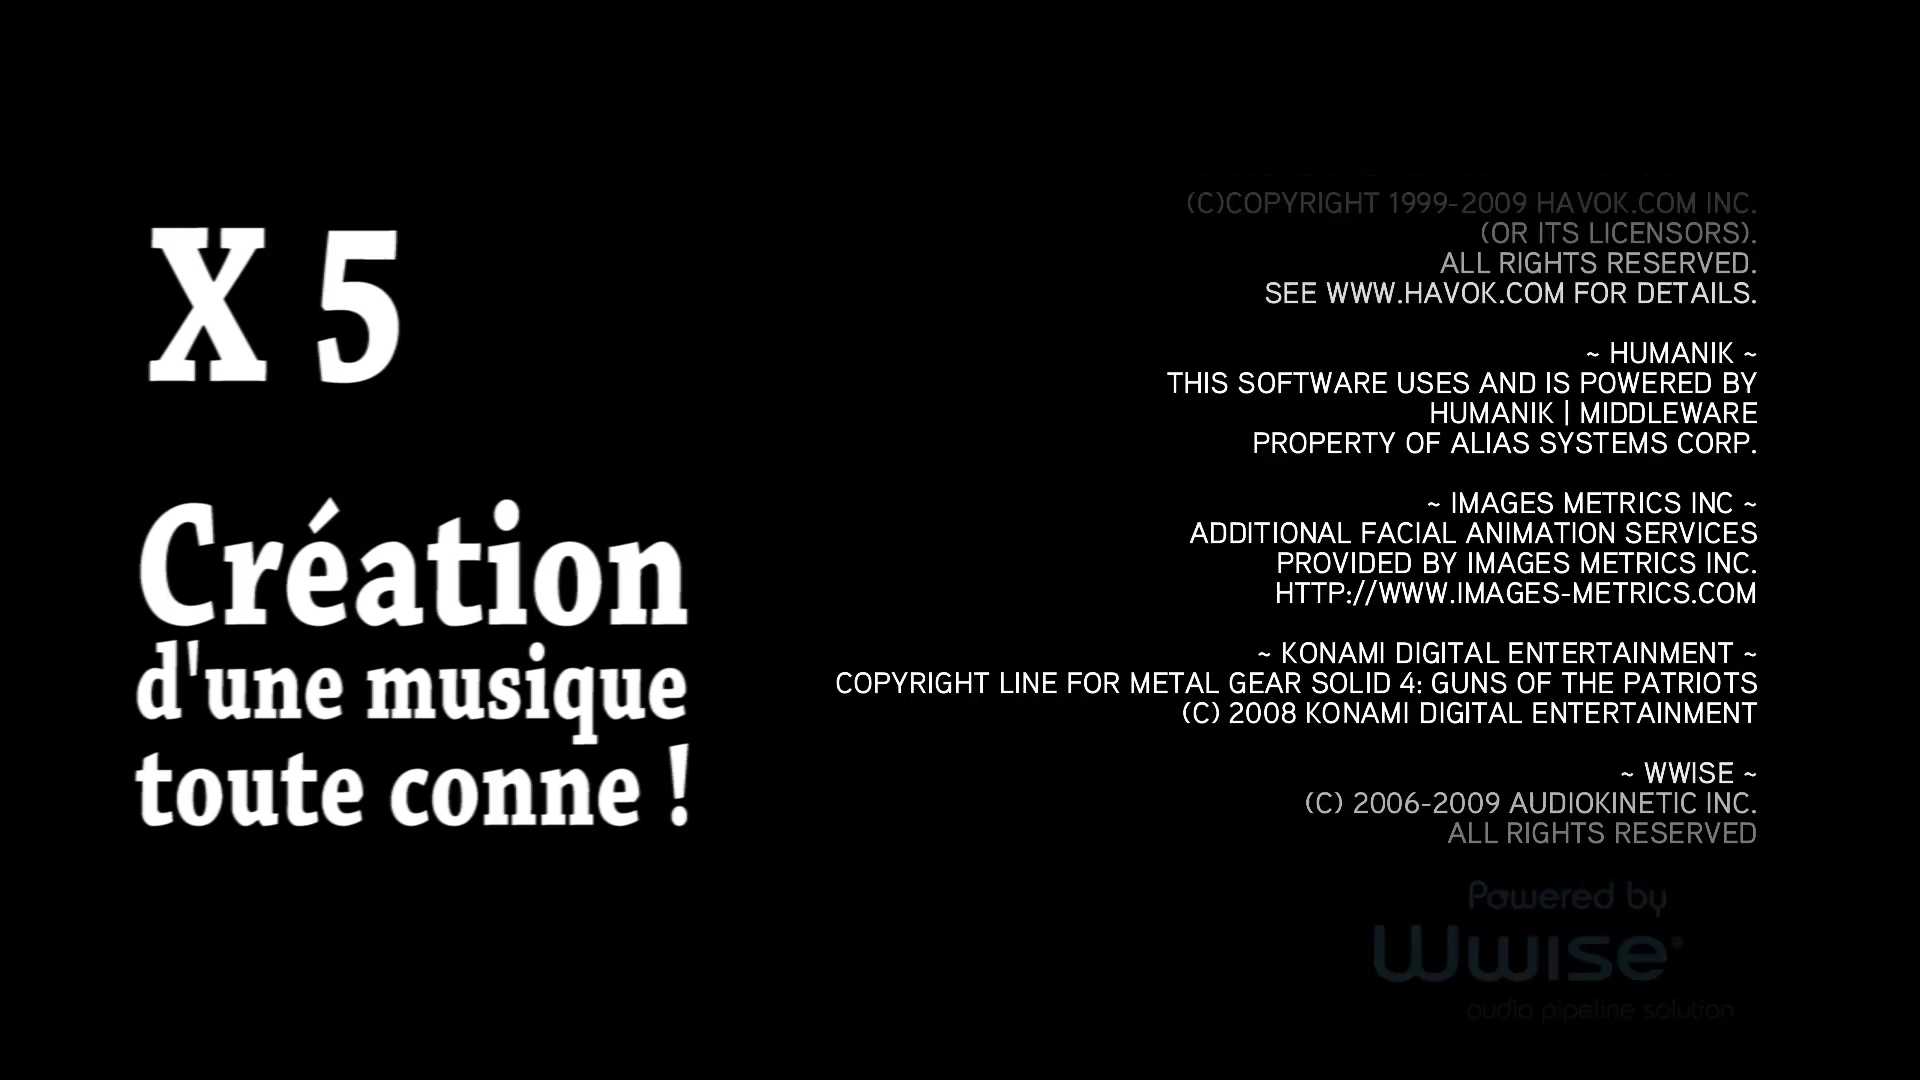 X 5
Création
d'une musique
toute conne !
(C)COPYRIGHT 1999-2009 HAVOK.COM INC.
(OR ITS LICENSORS).
ALL RIGHTS RESERVED.
SEE WWW.HAVOK.COM FOR DETAILS.
~ HUMANIK ~
THIS SOFTWARE USES AND IS POWERED BY
HUMANIK | MIDDLEWARE
PROPERTY OF ALIAS SYSTEMS CORP.
~ IMAGES METRICS INC ~
ADDITIONAL FACIAL ANIMATION SERVICES
PROVIDED BY IMAGES METRICS INC.
HTTP://WWW.IMAGES-METRICS.COM
~ KONAMI DIGITAL ENTERTAINMENT ~
COPYRIGHT LINE FOR METAL GEAR SOLID 4: GUNS OF THE PATRIOTS
(C) 2008 KONAMI DIGITAL ENTERTAINMENT
~ WWISE ~
(C) 2006-2009 AUDIOKINETIC INC.
ALL RIGHTS RESERVED
Powered by
Wwise®
audio pipeline solution